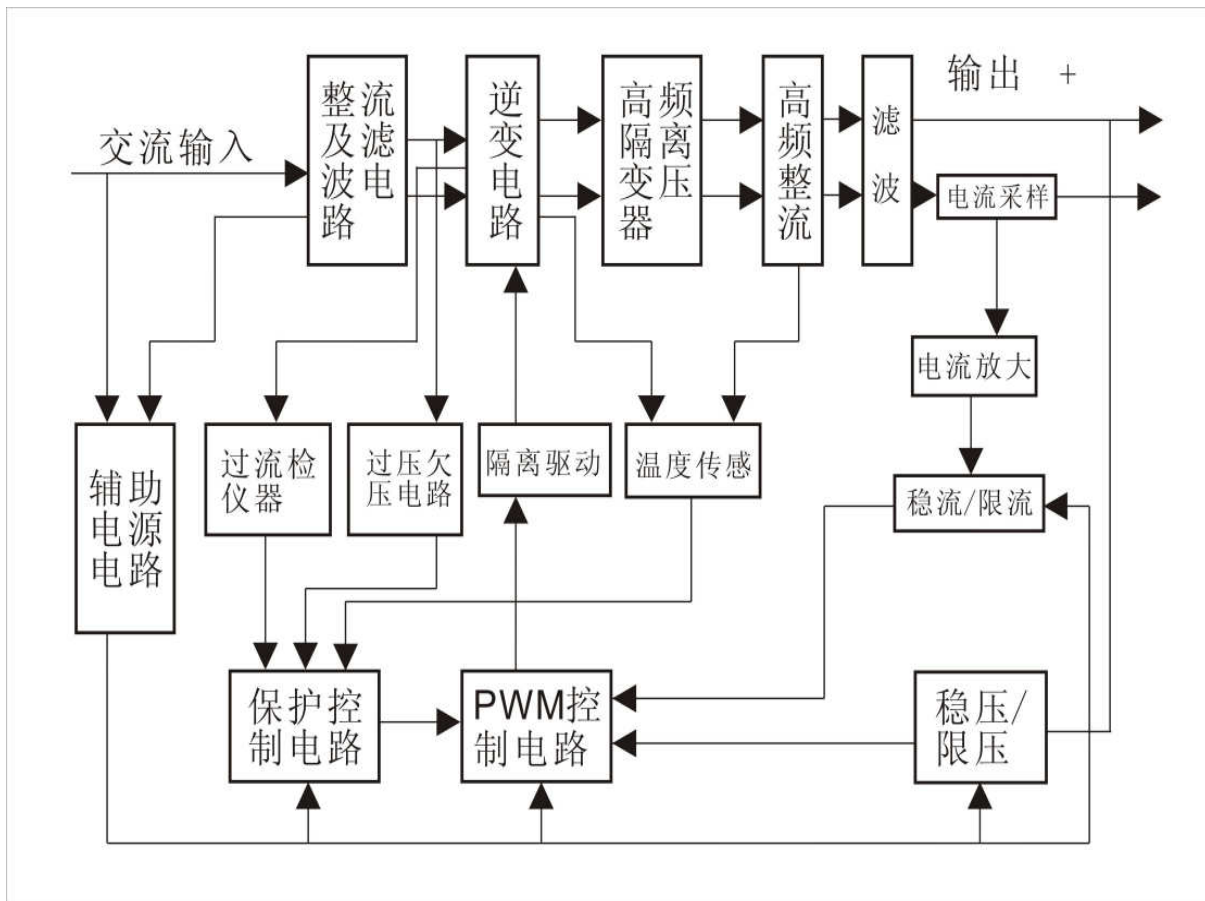 输出 +
交流输入
整流
及滤
波电
路
逆
变
电
路
高频
隔离
变压
器
高
频
整
流
滤
波
电流采样
电流放大
辅助
电源
电路
过流检
仪器
过压欠
压电路
隔离驱动
温度传感
稳流/限流
保护控
制电路
PWM控
制电路
稳压/
限压